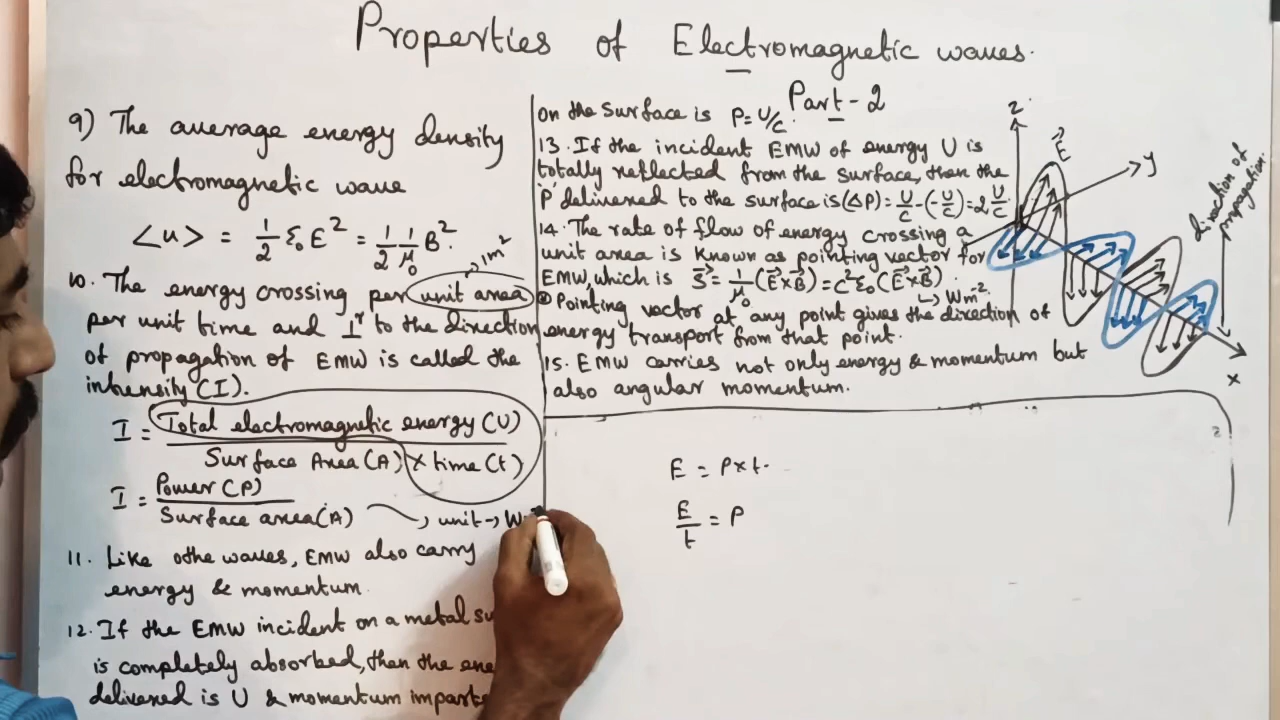 Properties of Electromagnetic waves.
Part-2
9) The average energy density
for electromagnetic wave
<u> = 1/2 ε₀E² = 1/2 1/μ₀ B².
1m²
10. The energy crossing per unit area
per unit time and ⊥r to the direction
of propagation of EMW is called the
intensity (I).
I = Total electromagnetic energy(U) / Surface Area(A) × time(t)
I = Power(P) / Surface area(A) → unit→
11. Like othe waves, EMW also carry
energy & momentum.
12. If the EMW incident on a metal
is completely absorbed, then the
delivered is U & momentum
on the surface is P=U/c.
13. If the incident EMW of energy U is
totally reflected from the surface, then the
'P' delivered to the surface is (ΔP) = U/c-(-U/c)=2 U/c
14. The rate of flow of energy crossing a
unit area is known as pointing vector for
EMW, which is S⃗ = 1/μ₀ (E⃗×B⃗) = c²ε₀ (E⃗×B⃗).
↳ Wm⁻²
Pointing vector at any point gives the direction of
energy transport from that point.
15. EMW carries not only energy & momentum but
also angular momentum.
E = P×t.
E/t = P
z
E⃗
y
direction of
propagation.
x